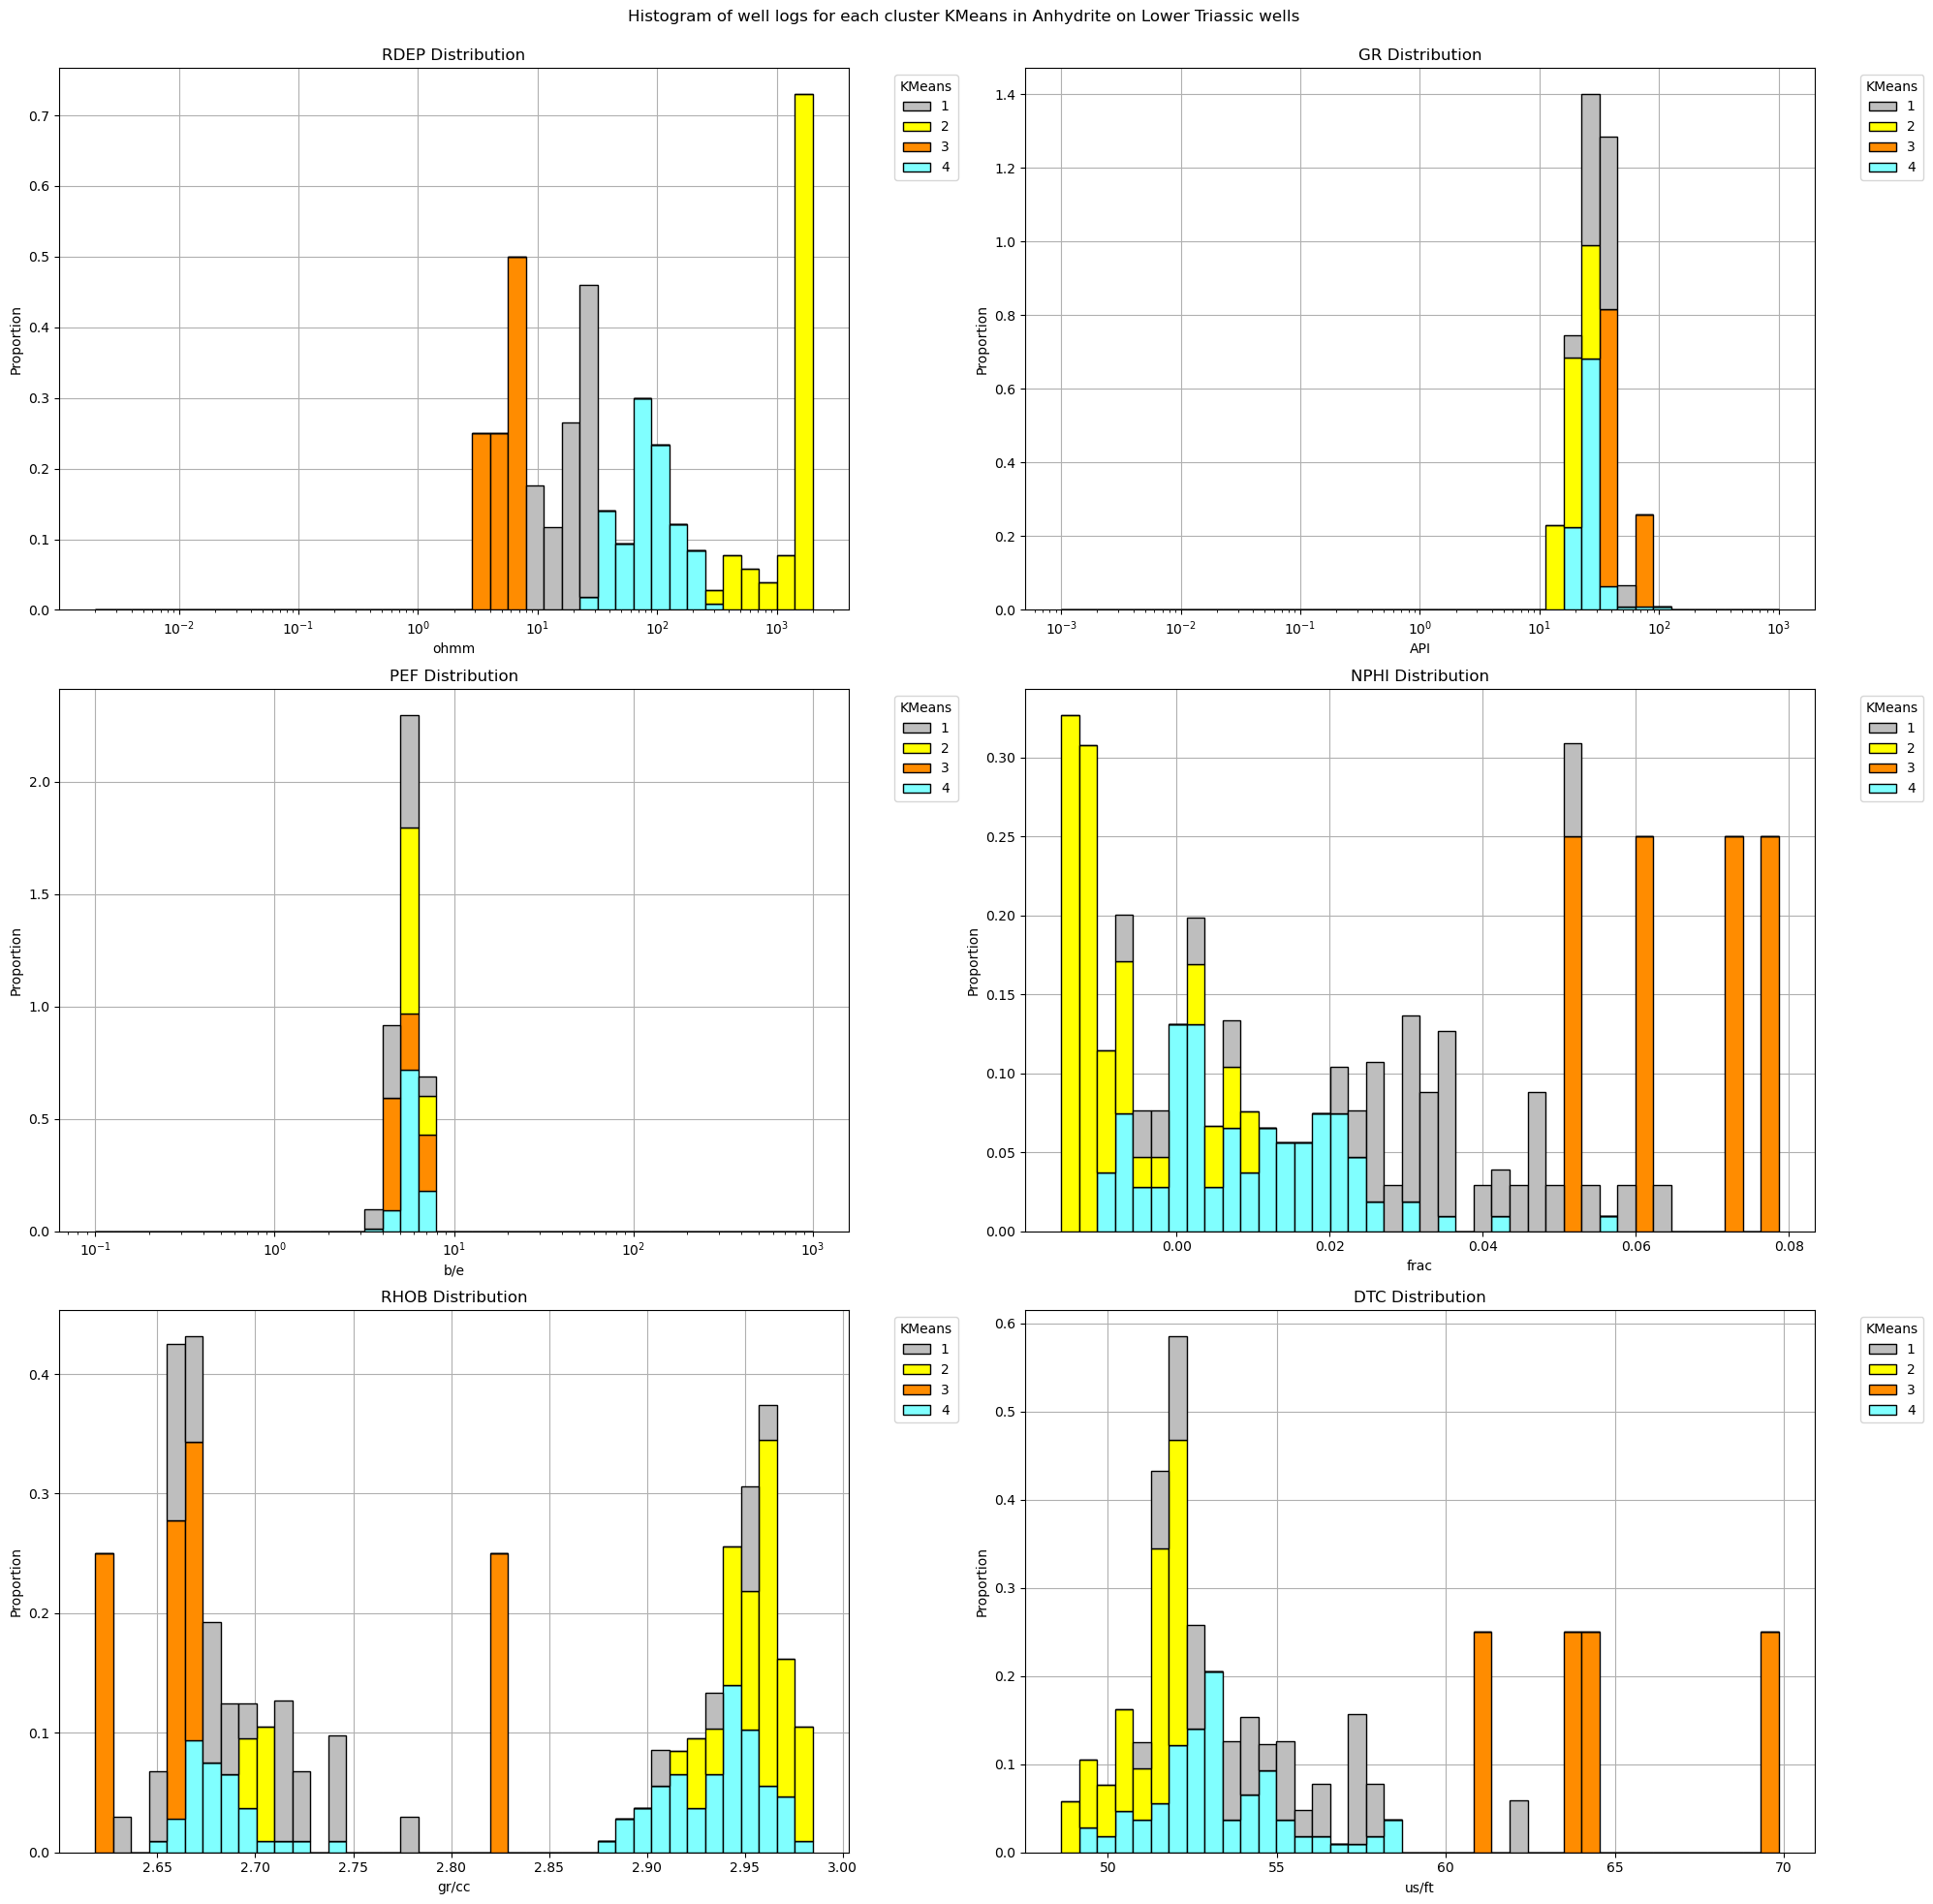 Histogram of well logs for each cluster KMeans in Anhydrite on Lower Triassic wells
RDEP Distribution
Proportion
0.7
0.6
0.5
0.4
0.3
0.2
0.1
0.0
10⁻² 10⁻¹ 10⁰ 10¹ 10² 10³
ohmm
KMeans
1
2
3
4
GR Distribution
Proportion
1.4
1.2
1.0
0.8
0.6
0.4
0.2
0.0
10⁻³ 10⁻² 10⁻¹ 10⁰ 10¹ 10² 10³
API
KMeans
1
2
3
4
PEF Distribution
Proportion
2.0
1.5
1.0
0.5
0.0
10⁻¹ 10⁰ 10¹ 10² 10³
b/e
KMeans
1
2
3
4
NPHI Distribution
Proportion
0.30
0.25
0.20
0.15
0.10
0.05
0.00
0.00 0.02 0.04 0.06 0.08
frac
KMeans
1
2
3
4
RHOB Distribution
Proportion
0.4
0.3
0.2
0.1
0.0
2.65 2.70 2.75 2.80 2.85 2.90 2.95 3.00
gr/cc
KMeans
1
2
3
4
DTC Distribution
Proportion
0.6
0.5
0.4
0.3
0.2
0.1
0.0
50 55 60 65 70
us/ft
KMeans
1
2
3
4